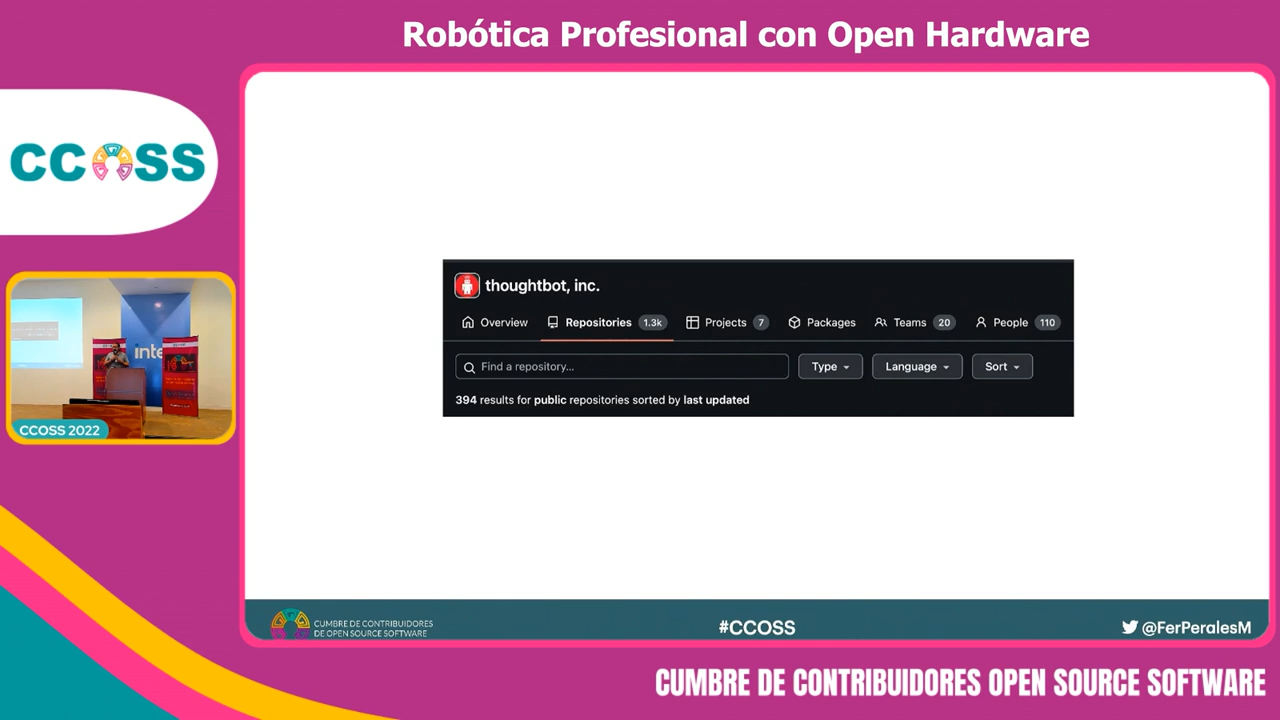 Robótica Profesional con Open Hardware
CCOSS
thoughtbot, inc.
Overview Repositories 1.3k Projects 7 Packages Teams 20 People 110
Find a repository... Type Language Sort
394 results for public repositories sorted by last updated
inte
CCOSS 2022
CUMBRE DE CONTRIBUIDORES
DE OPEN SOURCE SOFTWARE
#CCOSS
@FerPeralesM
CUMBRE DE CONTRIBUIDORES OPEN SOURCE SOFTWARE